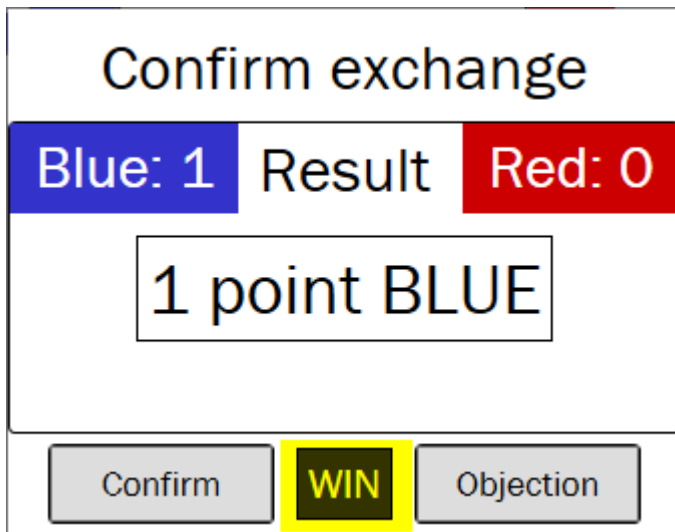 Confirm exchange
Blue: 1 Result Red: 0
1 point BLUE
Confirm WIN Objection